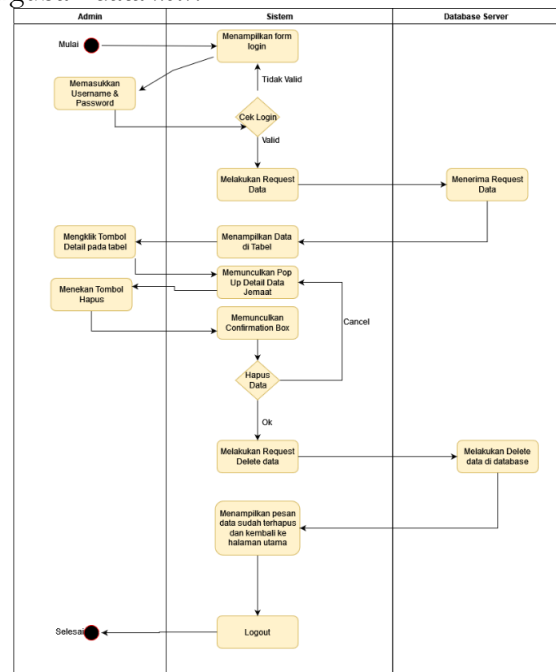 Admin
Sistem
Database Server
Mulai
Menampilkan form
login
Memasukkan
Username &
Password
Tidak Valid
Cek Login
Valid
Melakukan Request
Data
Menerima Request
Data
Mengklik Tombol
Detail pada tabel
Menampilkan Data
di Tabel
Memunculkan Pop
Up Detail Data
Jemaat
Menekan Tombol
Hapus
Memunculkan
Confirmation Box
Cancel
Hapus
Data
Ok
Melakukan Request
Delete data
Melakukan Delete
data di database
Menampilkan pesan
data sudah terhapus
dan kembali ke
halaman utama
Selesai
Logout